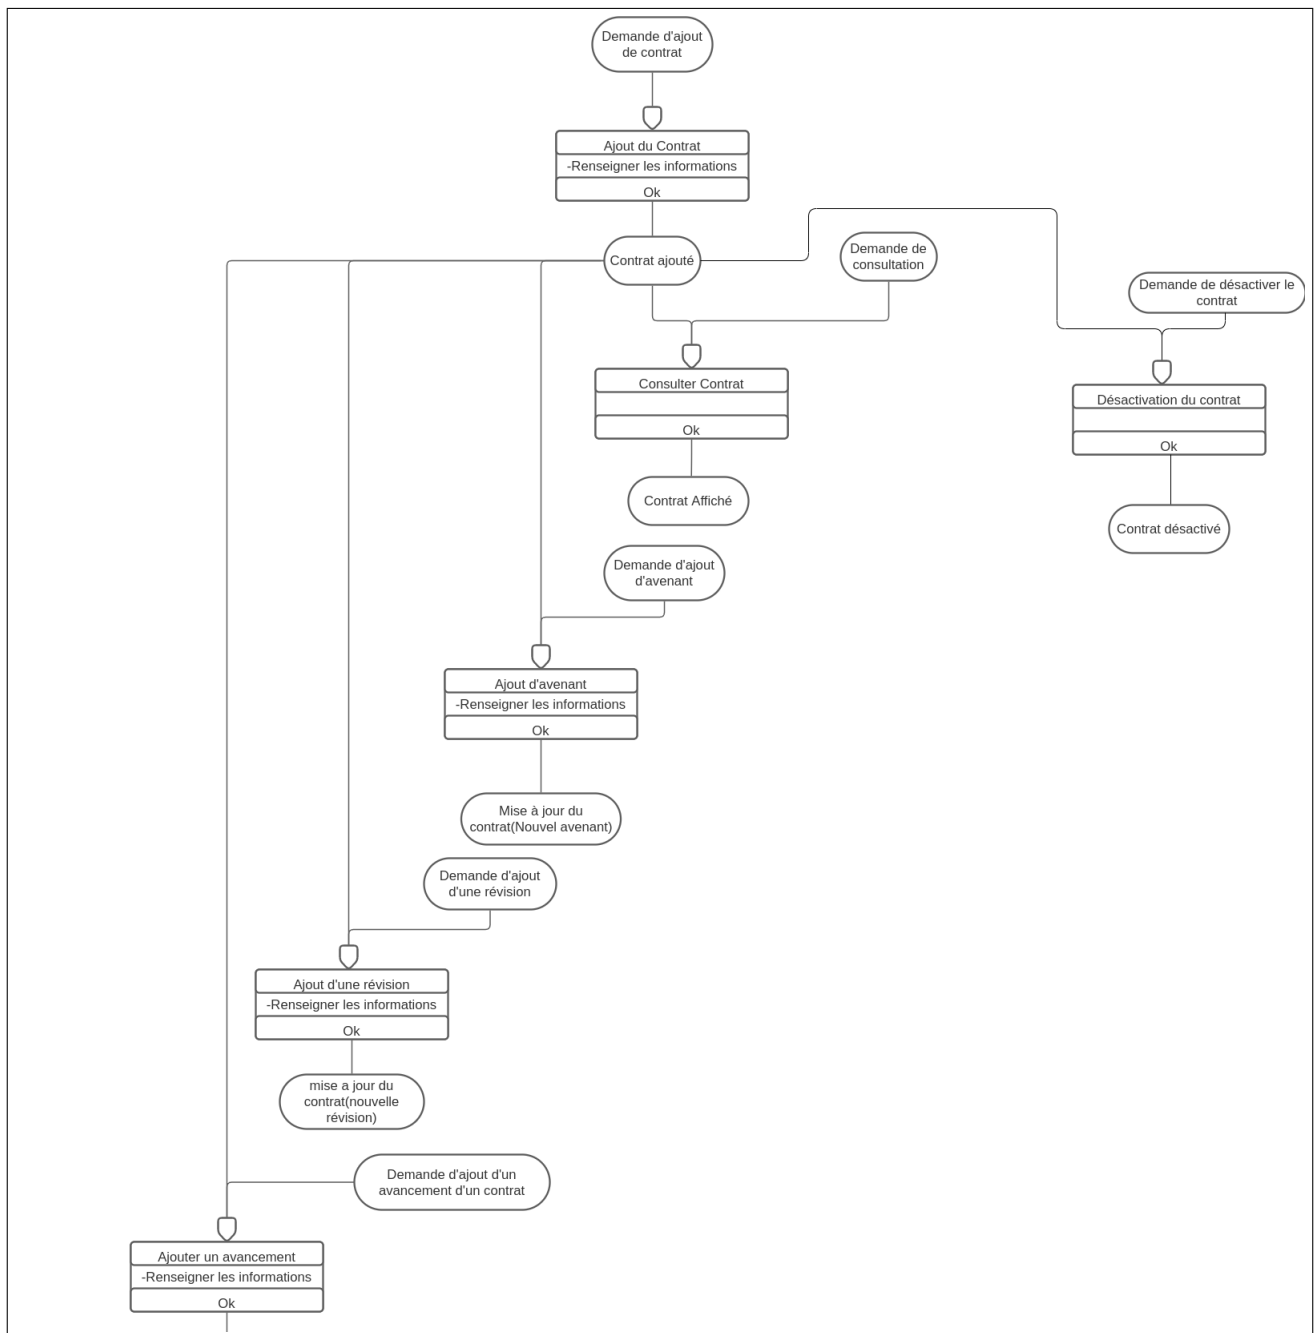 Demande d'ajout
de contrat
Ajout du Contrat
-Renseigner les informations
Ok
Contrat ajouté
Demande de
consultation
Demande de désactiver le
contrat
Consulter Contrat
Ok
Désactivation du contrat
Ok
Contrat Affiché
Contrat désactivé
Demande d'ajout
d'avenant
Ajout d'avenant
-Renseigner les informations
Ok
Mise à jour du
contrat(Nouvel avenant)
Demande d'ajout
d'une révision
Ajout d'une révision
-Renseigner les informations
Ok
mise a jour du
contrat(nouvelle
révision)
Demande d'ajout d'un
avancement d'un contrat
Ajouter un avancement
-Renseigner les informations
Ok